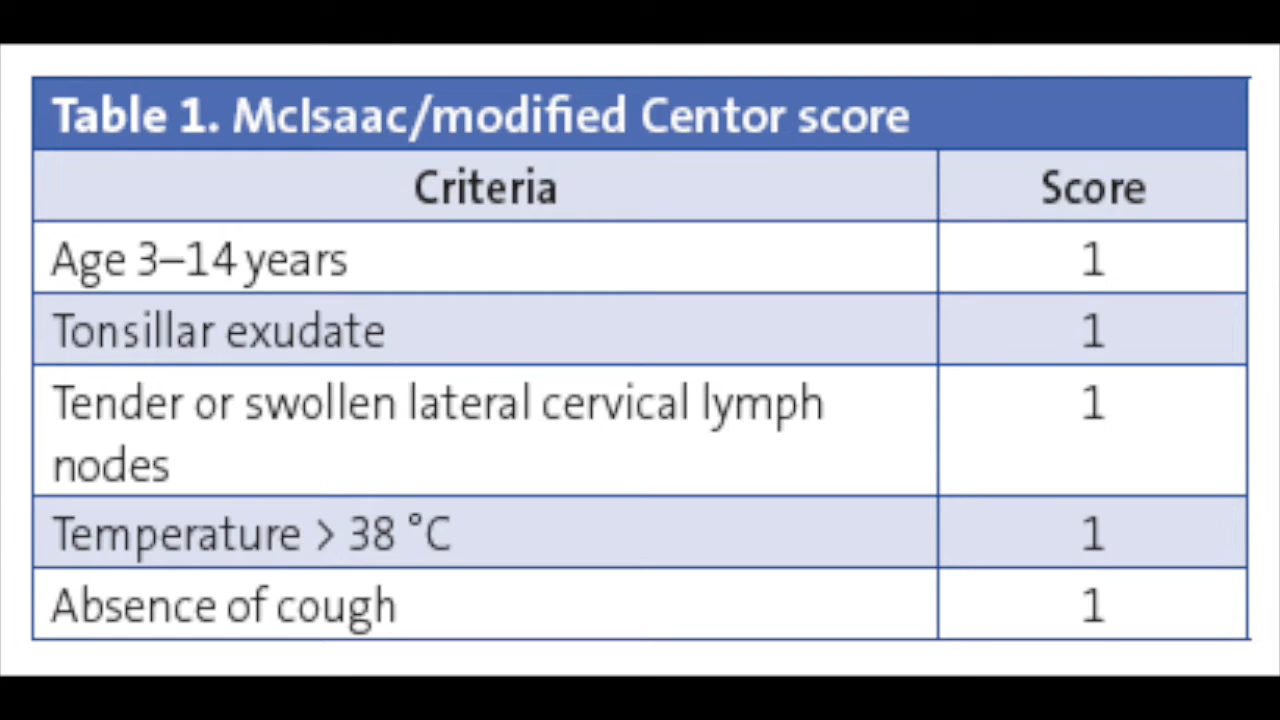 Table 1. McIsaac/modified Centor score
Criteria Score
Age 3–14 years 1
Tonsillar exudate 1
Tender or swollen lateral cervical lymph 1
nodes
Temperature > 38 °C 1
Absence of cough 1